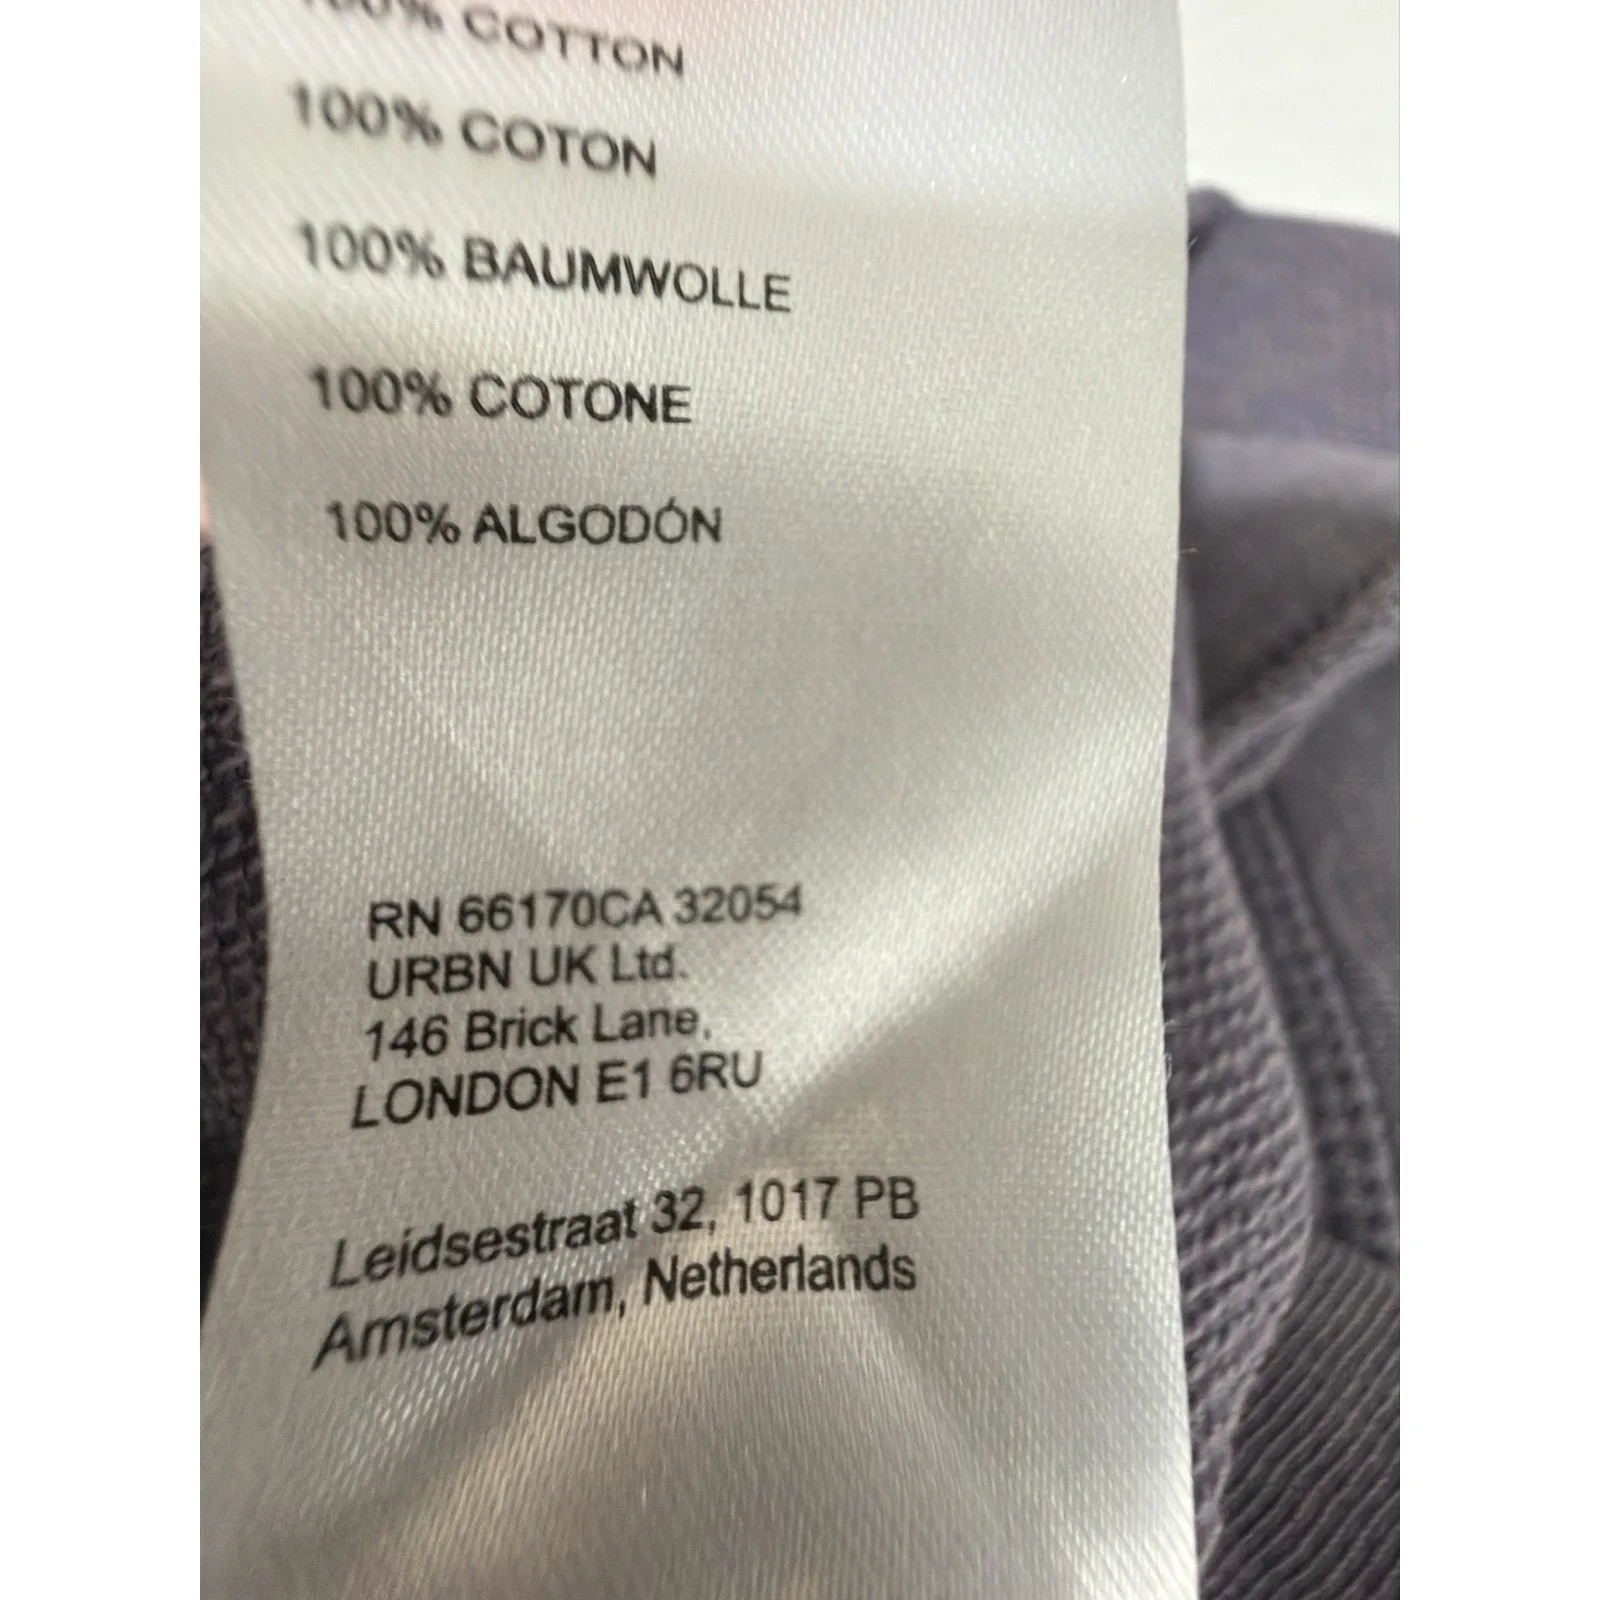 100% COTTON
100% COTON
100% BAUMWOLLE
100% COTONE
100% ALGODÓN
RN 66170CA 32054
URBN UK Ltd.
146 Brick Lane,
LONDON E1 6RU
Leidsestraat 32, 1017 PB
Amsterdam, Netherlands